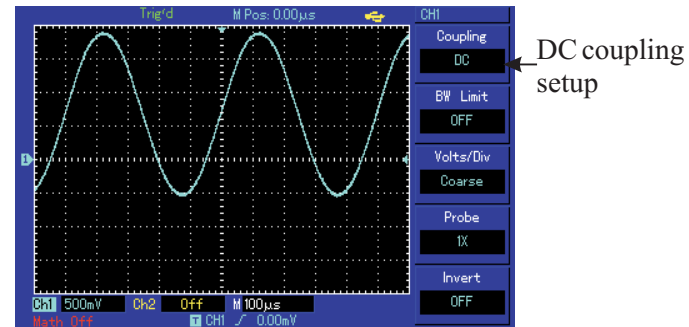 Trig'd M Pos: 0.00μs CH1
Coupling
DC
BW Limit
OFF
Volts/Div
Coarse
Probe
1X
Invert
OFF
DC coupling
setup
1
Ch1 500mV Ch2 Off M 100μs
Math Off T CH1 0.00mV